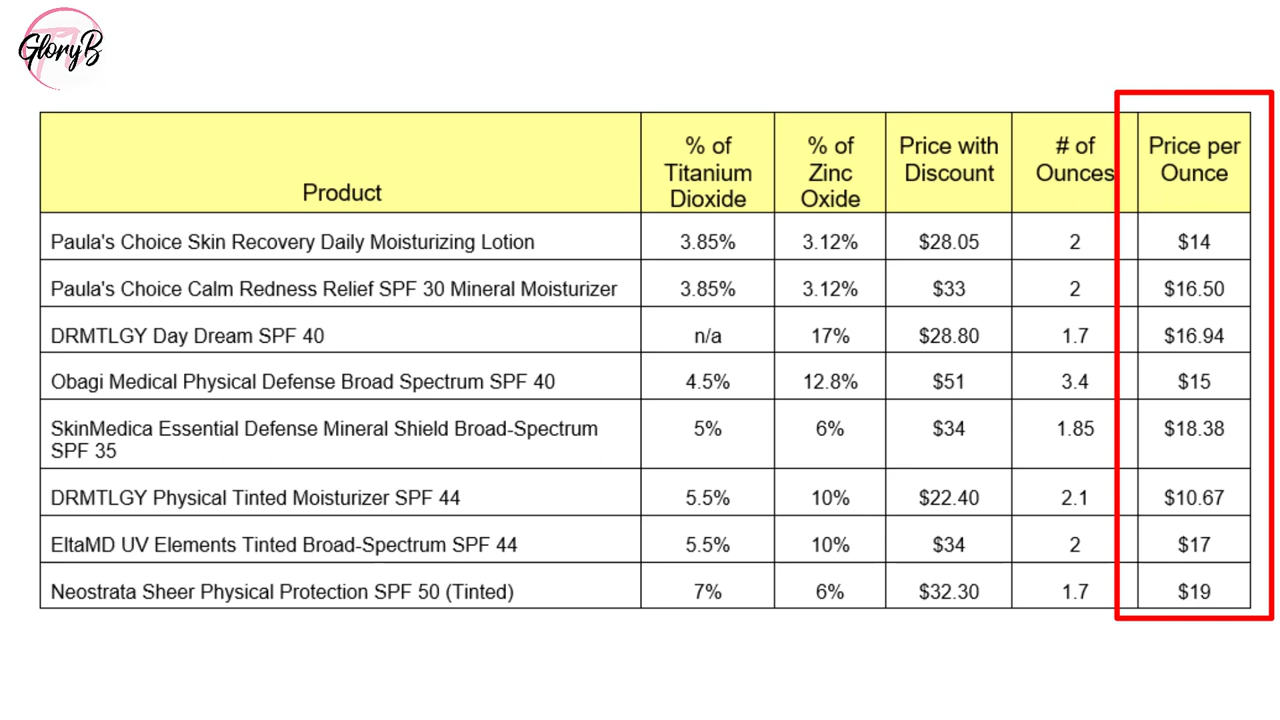 GloryB
Product
% of
Titanium
Dioxide
% of
Zinc
Oxide
Price with
Discount
# of
Ounces
Price per
Ounce
Paula's Choice Skin Recovery Daily Moisturizing Lotion 3.85% 3.12% $28.05 2 $14
Paula's Choice Calm Redness Relief SPF 30 Mineral Moisturizer 3.85% 3.12% $33 2 $16.50
DRMTLGY Day Dream SPF 40 n/a 17% $28.80 1.7 $16.94
Obagi Medical Physical Defense Broad Spectrum SPF 40 4.5% 12.8% $51 3.4 $15
SkinMedica Essential Defense Mineral Shield Broad-Spectrum 5% 6% $34 1.85 $18.38
SPF 35
DRMTLGY Physical Tinted Moisturizer SPF 44 5.5% 10% $22.40 2.1 $10.67
EltaMD UV Elements Tinted Broad-Spectrum SPF 44 5.5% 10% $34 2 $17
Neostrata Sheer Physical Protection SPF 50 (Tinted) 7% 6% $32.30 1.7 $19